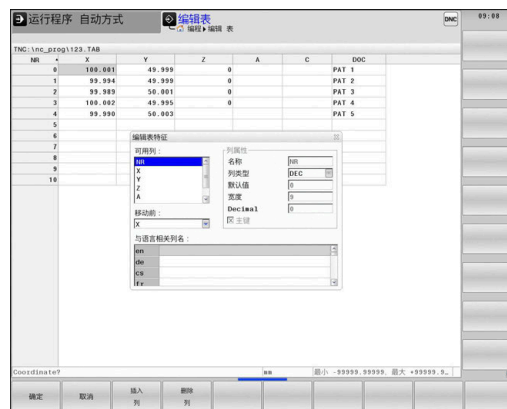 运行程序 自动方式
编辑表
编程▶编辑 表
DNC
09:08
TNC:\nc_prog\123.TAB
NR X Y Z A C DOC
0 100.001 49.999 0 PAT 1
1 99.994 49.999 0 PAT 2
2 99.989 50.001 0 PAT 3
3 100.002 49.995 0 PAT 4
4 99.990 50.003 PAT 5
5
6
7
8
9
10
编辑表特征
可用列:
NR
X
Y
Z
A
移动前:
X
列属性
名称 NR
列类型 DEC
默认值 0
宽度 9
Decimal 0
主键
与语言相关列名:
en
de
cs
fr
Coordinate? mm 最小 -99999.99999, 最大 +99999.9…
确定 取消 插入列 删除列